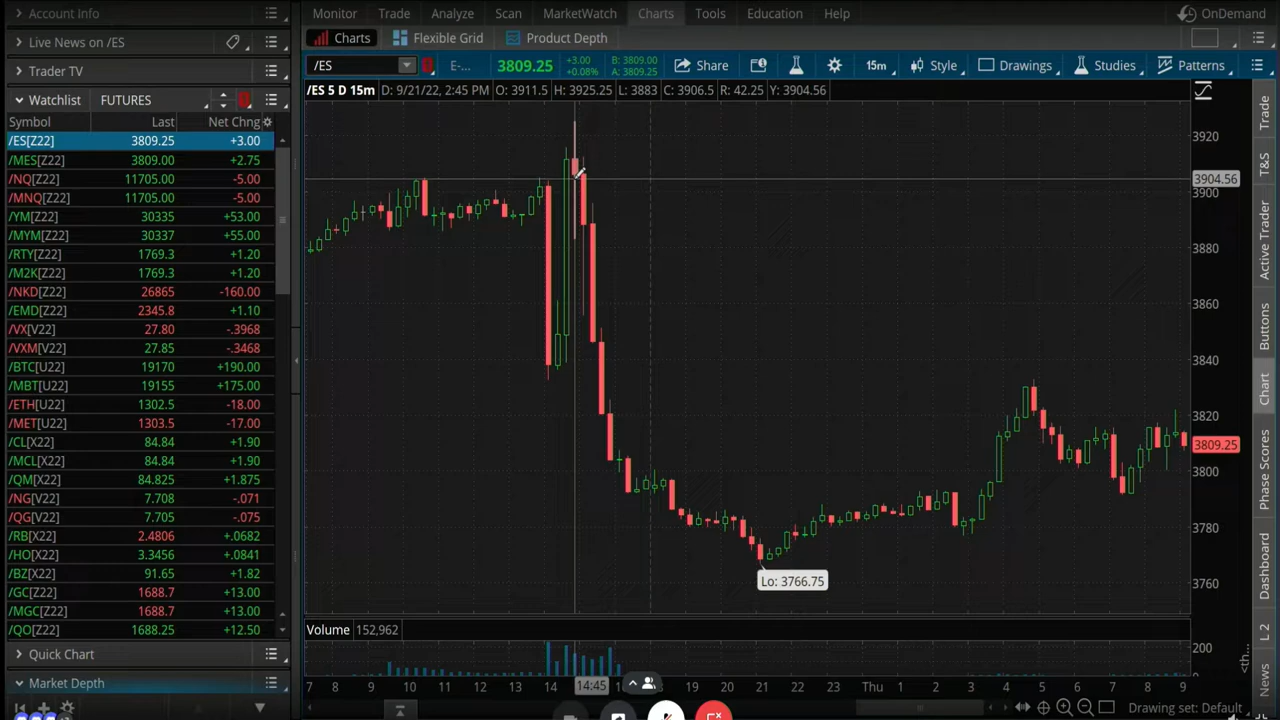 Account Info
Monitor Trade Analyze Scan MarketWatch Charts Tools Education Help
OnDemand
Live News on /ES
Charts Flexible Grid Product Depth
Trader TV
/ES E-... 3809.25 +3.00 +0.08% B: 3809.00 A: 3809.25 Share 15m Style Drawings Studies Patterns
Watchlist FUTURES
/ES 5 D 15m D: 9/21/22, 2:45 PM O: 3911.5 H: 3925.25 L: 3883 C: 3906.5 R: 42.25 Y: 3904.56
Symbol Last Net Chng
/ES[Z22] 3809.25 +3.00
/MES[Z22] 3809.00 +2.75
/NQ[Z22] 11705.00 -5.00
/MNQ[Z22] 11705.00 -5.00
/YM[Z22] 30335 +53.00
/MYM[Z22] 30337 +55.00
/RTY[Z22] 1769.3 +1.20
/M2K[Z22] 1769.3 +1.20
/NKD[Z22] 26865 -160.00
/EMD[Z22] 2345.8 +1.10
/VX[V22] 27.80 -.3968
/VXM[V22] 27.85 -.3468
/BTC[U22] 19170 +190.00
/MBT[U22] 19155 +175.00
/ETH[U22] 1302.5 -18.00
/MET[U22] 1303.5 -17.00
/CL[X22] 84.84 +1.90
/MCL[X22] 84.84 +1.90
/QM[X22] 84.825 +1.875
/NG[V22] 7.708 -.071
/QG[V22] 7.705 -.075
/RB[X22] 2.4806 +.0682
/HO[X22] 3.3456 +.0841
/BZ[X22] 91.65 +1.82
/GC[Z22] 1688.7 +13.00
/MGC[Z22] 1688.7 +13.00
/QO[Z22] 1688.25 +12.50
Quick Chart
Market Depth
3920
3904.56
3900
3880
3860
3840
3820
3809.25
3800
3780
3760
Lo: 3766.75
Volume 152,962
200
<th...
7 8 9 10 11 12 13 14 14:45 18 19 20 21 22 23 Thu 1 2 3 4 5 6 7 8 9
Drawing set: Default
Trade
T&S
Active Trader
Buttons
Chart
Phase Scores
Dashboard
L 2
News